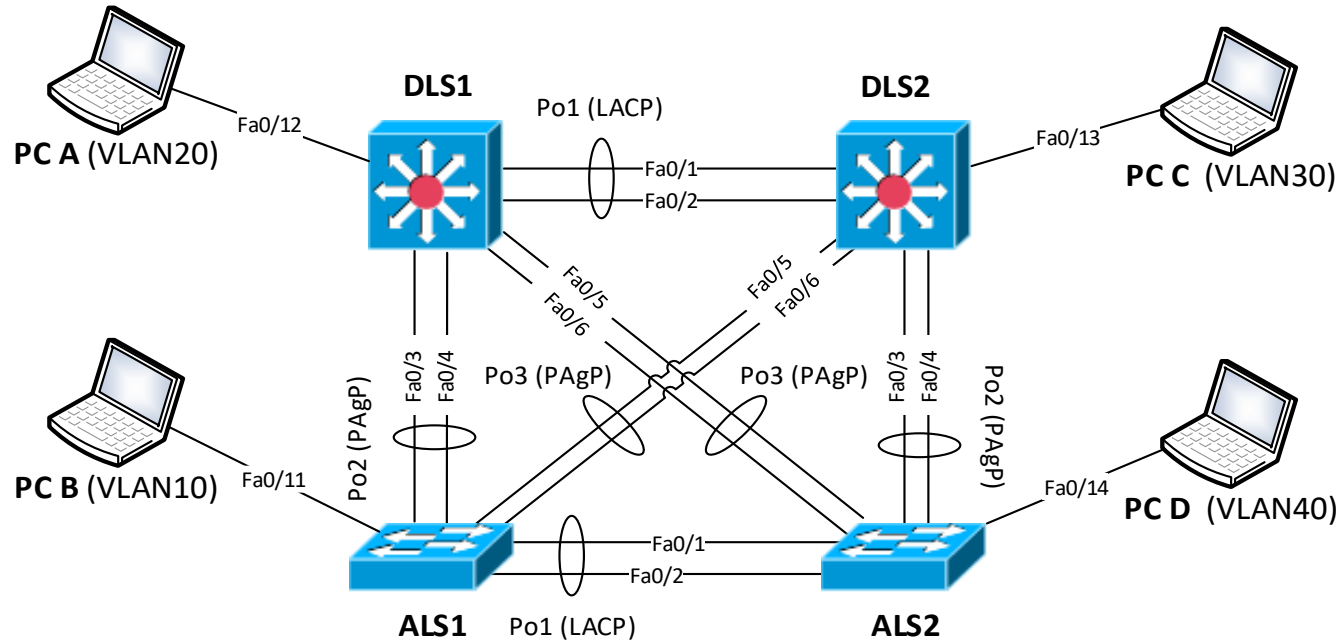 DLS1
DLS2
Po1 (LACP)
Fa0/12
Fa0/13
PC A (VLAN20)
PC C (VLAN30)
Fa0/1
Fa0/2
Fa0/5
Fa0/6
Fa0/5
Fa0/6
Fa0/3
Fa0/4
Po2 (PAgP)
Po3 (PAgP)
Po3 (PAgP)
Fa0/3
Fa0/4
Po2 (PAgP)
PC B (VLAN10)
Fa0/11
Fa0/14
PC D (VLAN40)
Fa0/1
Fa0/2
ALS1
Po1 (LACP)
ALS2